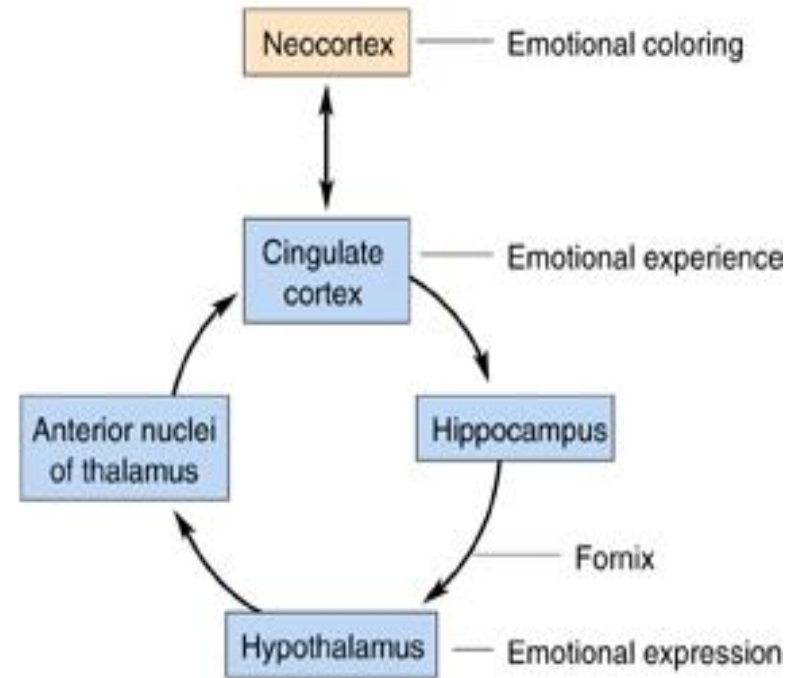 Neocortex
Emotional coloring
Cingulate
cortex
Emotional experience
Anterior nuclei
of thalamus
Hippocampus
Fornix
Hypothalamus
Emotional expression